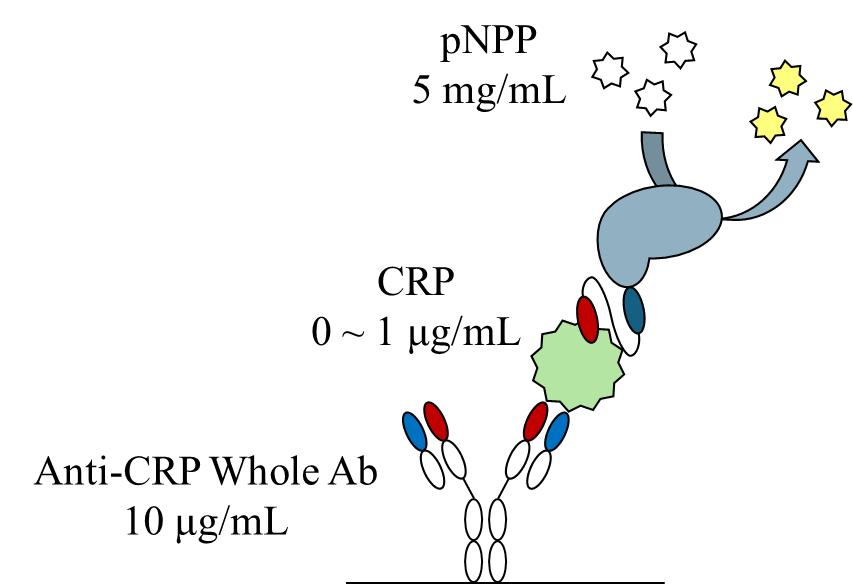 pNPP
5 mg/mL
CRP
0 ~ 1 μg/mL
Anti-CRP Whole Ab
10 μg/mL